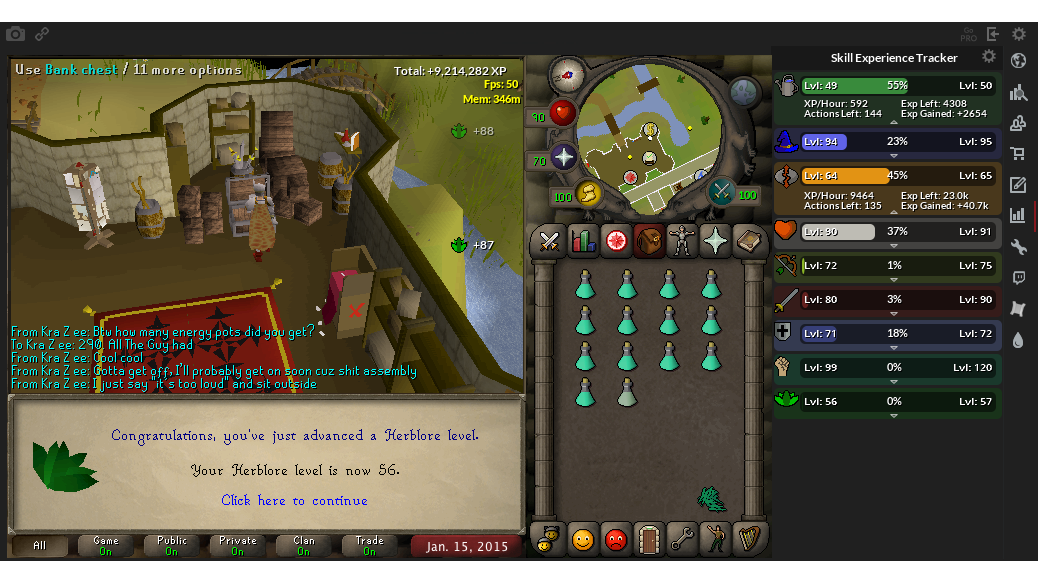 Go
PRO
Use Bank chest / 11 more options
Total: +9,214,282 XP
Fps: 50
Mem: 346m
+88
+87
From Kra Z ee: Btw how many energy pots did you get?
To Kra Z ee: 290. All The Guy had
From Kra Z ee: Cool cool
From Kra Z ee: Gotta get off, I'll probably get on soon cuz shit assembly
From Kra Z ee: I just say "it's too loud" and sit outside
Congratulations, you've just advanced a Herblore level.
Your Herblore level is now 56.
Click here to continue
All
Game
On
Public
On
Private
On
Clan
On
Trade
On
Jan. 15, 2015
90
70
100
100
Skill Experience Tracker
Lvl: 49 55% Lvl: 50
XP/Hour: 592 Exp Left: 4308
Actions Left: 144 Exp Gained: +2654
Lvl: 94 23% Lvl: 95
Lvl: 64 45% Lvl: 65
XP/Hour: 9464 Exp Left: 23.0k
Actions Left: 135 Exp Gained: +40.7k
Lvl: 90 37% Lvl: 91
Lvl: 72 1% Lvl: 75
Lvl: 80 3% Lvl: 90
Lvl: 71 18% Lvl: 72
Lvl: 99 0% Lvl: 120
Lvl: 56 0% Lvl: 57